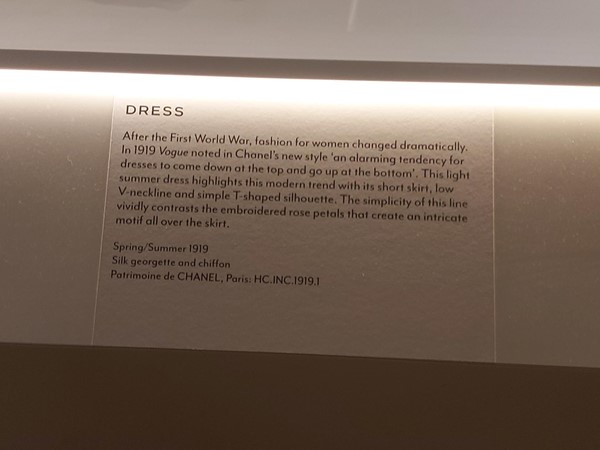 DRESS
After the First World War, fashion for women changed dramatically.
In 1919 Vogue noted in Chanel's new style 'an alarming tendency for
dresses to come down at the top and go up at the bottom'. This light
summer dress highlights this modern trend with its short skirt, low
V-neckline and simple T-shaped silhouette. The simplicity of this line
vividly contrasts the embroidered rose petals that create an intricate
motif all over the skirt.
Spring/Summer 1919
Silk georgette and chiffon
Patrimoine de CHANEL, Paris: HC.INC.1919.1